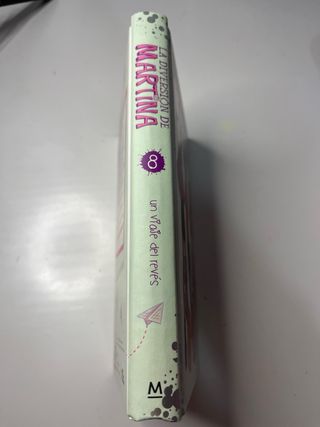 LA DIVERSIÓN DE
MARTINA
8
un viaje del revés
M